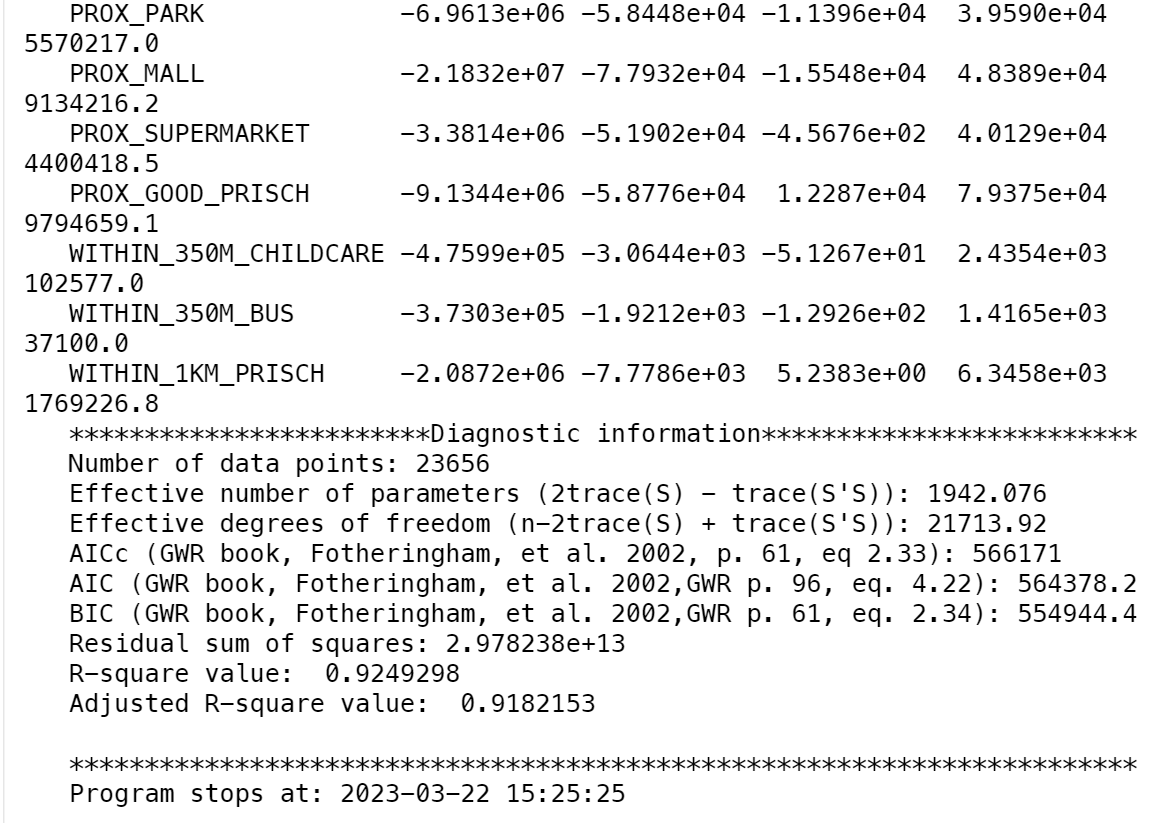 PROX_PARK             −6.9613e+06 −5.8448e+04 −1.1396e+04  3.9590e+04
5570217.0
PROX_MALL             −2.1832e+07 −7.7932e+04 −1.5548e+04  4.8389e+04
9134216.2
PROX_SUPERMARKET      −3.3814e+06 −5.1902e+04 −4.5676e+02  4.0129e+04
4400418.5
PROX_GOOD_PRISCH      −9.1344e+06 −5.8776e+04  1.2287e+04  7.9375e+04
9794659.1
WITHIN_350M_CHILDCARE −4.7599e+05 −3.0644e+03 −5.1267e+01  2.4354e+03
102577.0
WITHIN_350M_BUS       −3.7303e+05 −1.9212e+03 −1.2926e+02  1.4165e+03
37100.0
WITHIN_1KM_PRISCH     −2.0872e+06 −7.7786e+03  5.2383e+00  6.3458e+03
1769226.8
************************Diagnostic information*************************
Number of data points: 23656
Effective number of parameters (2trace(S) − trace(S'S)): 1942.076
Effective degrees of freedom (n−2trace(S) + trace(S'S)): 21713.92
AICc (GWR book, Fotheringham, et al. 2002, p. 61, eq 2.33): 566171
AIC (GWR book, Fotheringham, et al. 2002,GWR p. 96, eq. 4.22): 564378.2
BIC (GWR book, Fotheringham, et al. 2002,GWR p. 61, eq. 2.34): 554944.4
Residual sum of squares: 2.978238e+13
R−square value:  0.9249298
Adjusted R−square value:  0.9182153
***********************************************************************
Program stops at: 2023−03−22 15:25:25